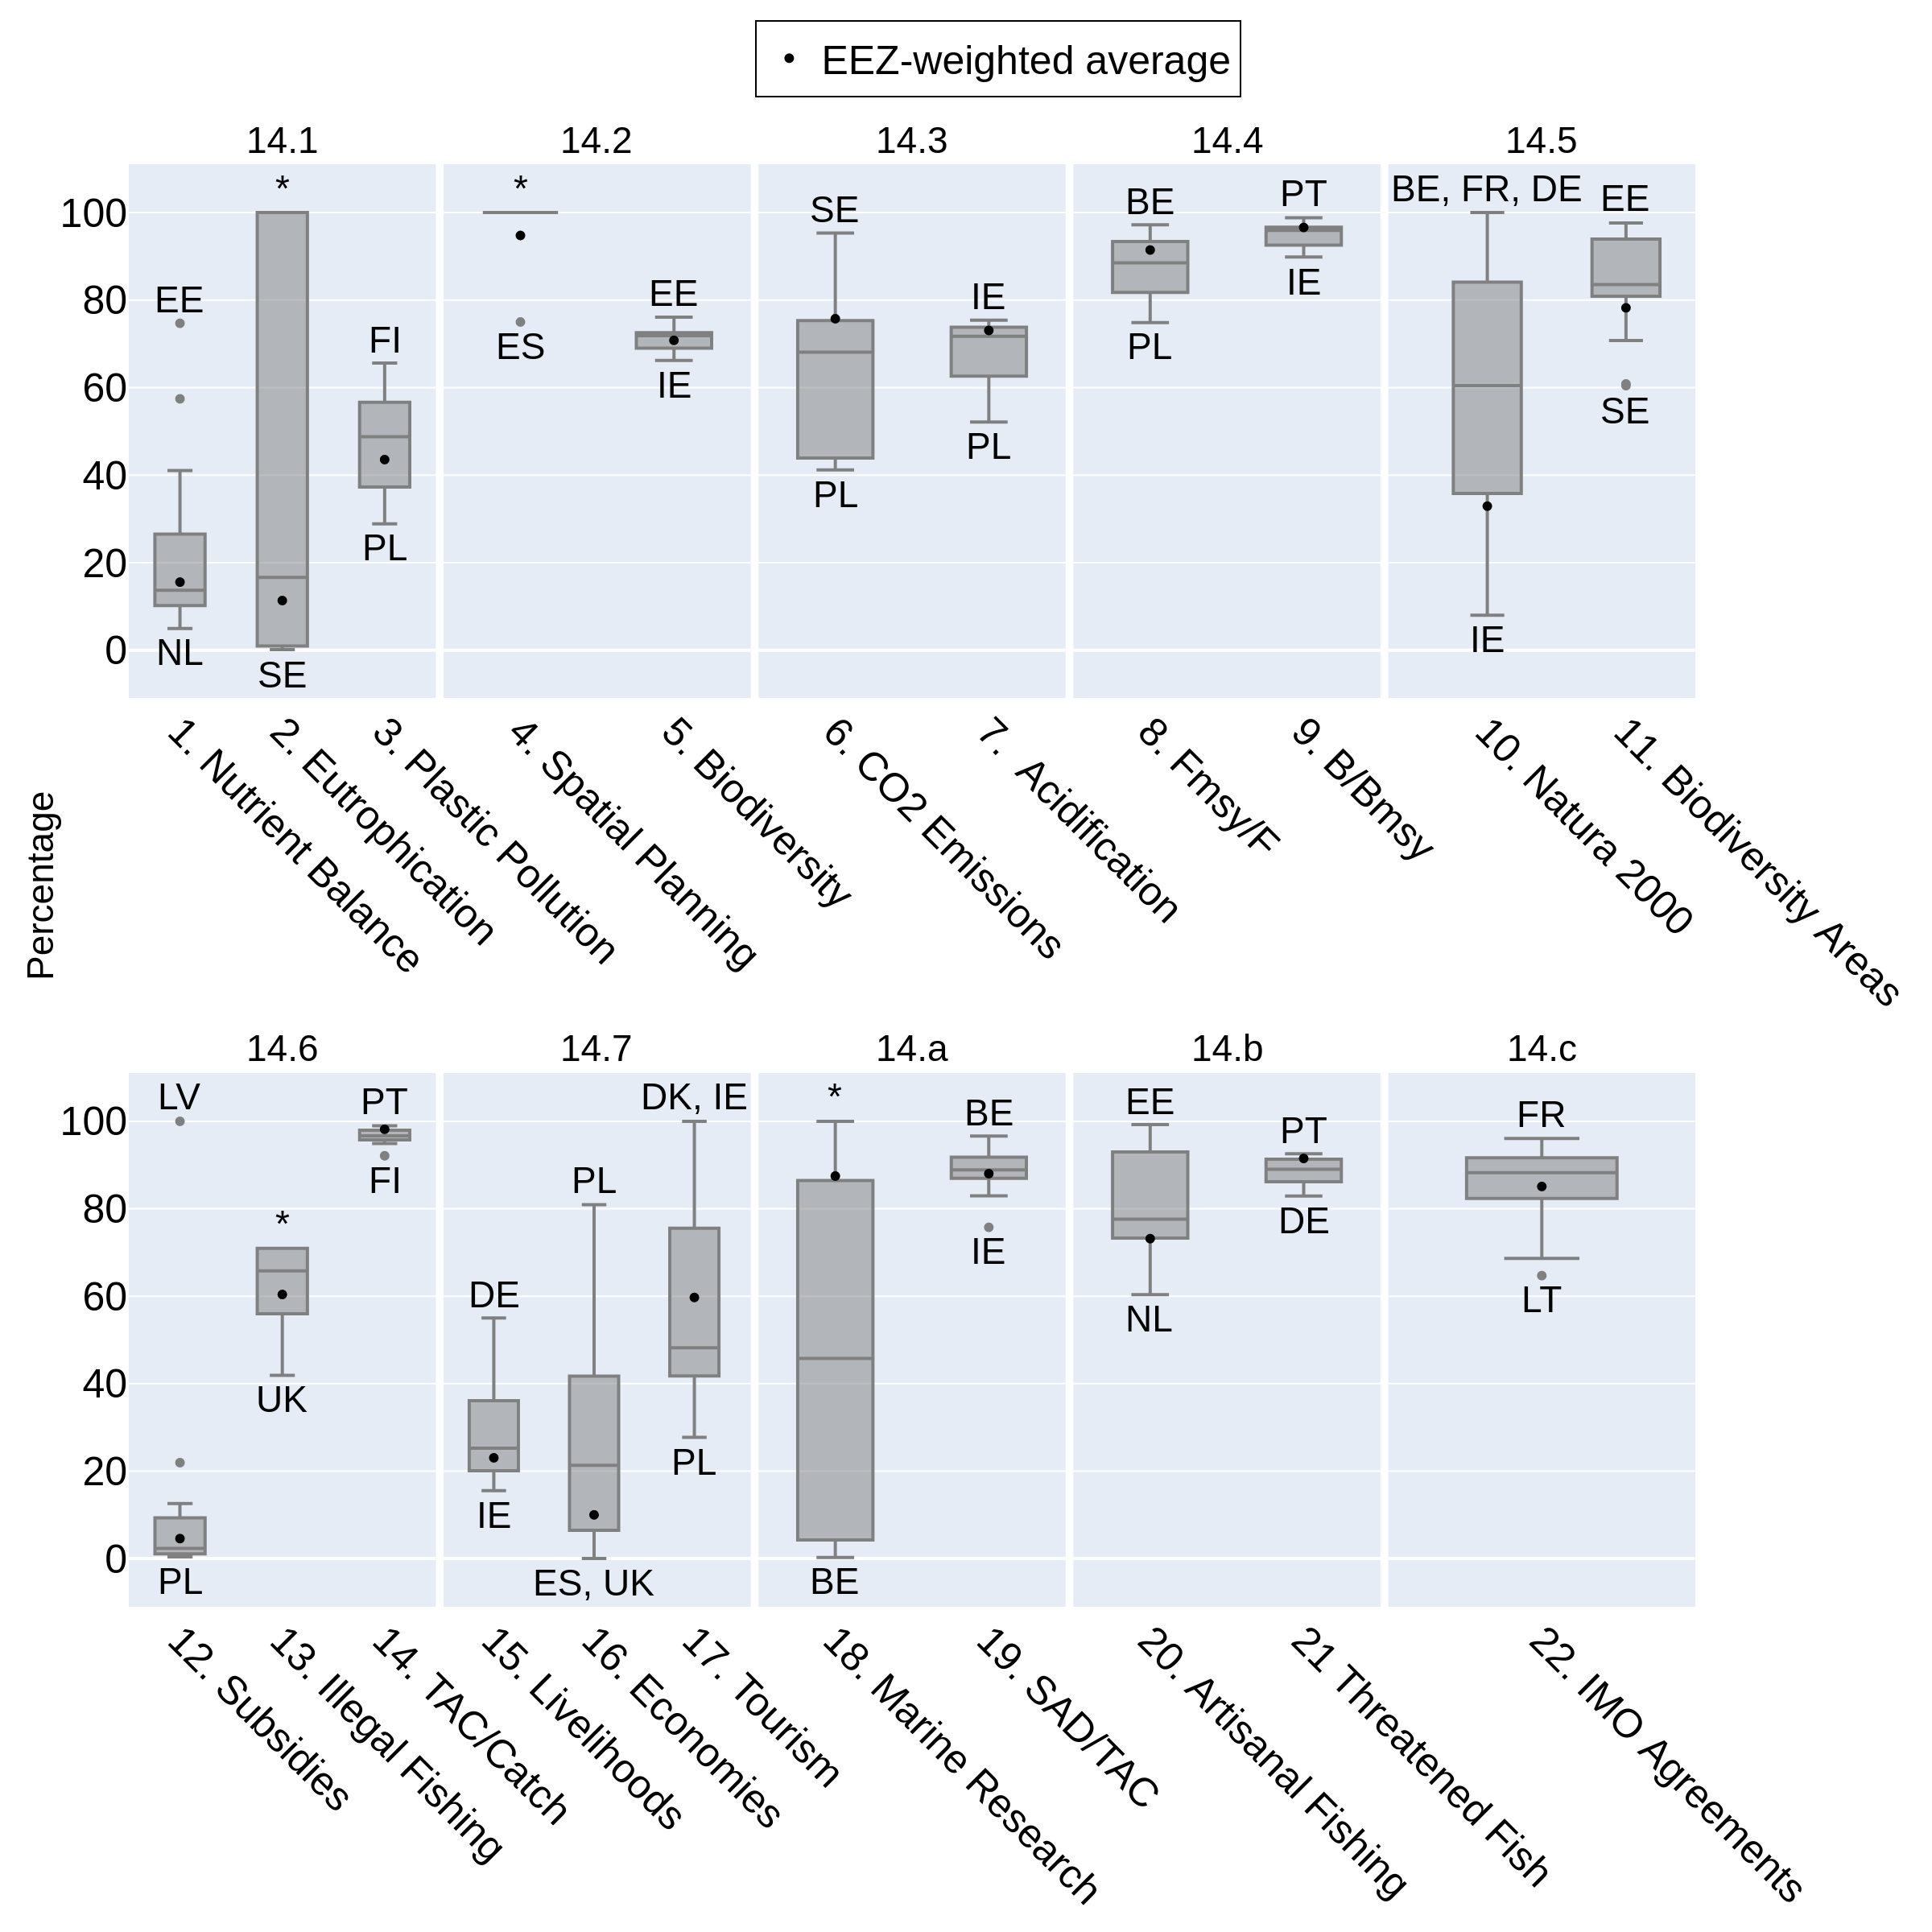 EEZ-weighted average
14.1 14.2 14.3 14.4 14.5
* * SE BE PT BE, FR, DE EE
100
EE FI ES EE IE SE PL IE PL PL IE IE SE
80
60
40
20
0
NL SE PL
1. Nutrient Balance
2. Eutrophication
3. Plastic Pollution
4. Spatial Planning
5. Biodiversity
6. CO2 Emissions
7. Acidification
8. Fmsy/F
9. B/Bmsy
10. Natura 2000
11. Biodiversity Areas
Percentage
14.6 14.7 14.a 14.b 14.c
LV PT DK, IE * BE EE PT FR
100
FI * PL DE IE DE LT
80
60
40
20
0
UK IE PL NL
PL ES, UK BE
12. Subsidies
13. Illegal Fishing
14. TAC/Catch
15. Livelihoods
16. Economies
17. Tourism
18. Marine Research
19. SAD/TAC
20. Artisanal Fishing
21 Threatened Fish
22. IMO Agreements